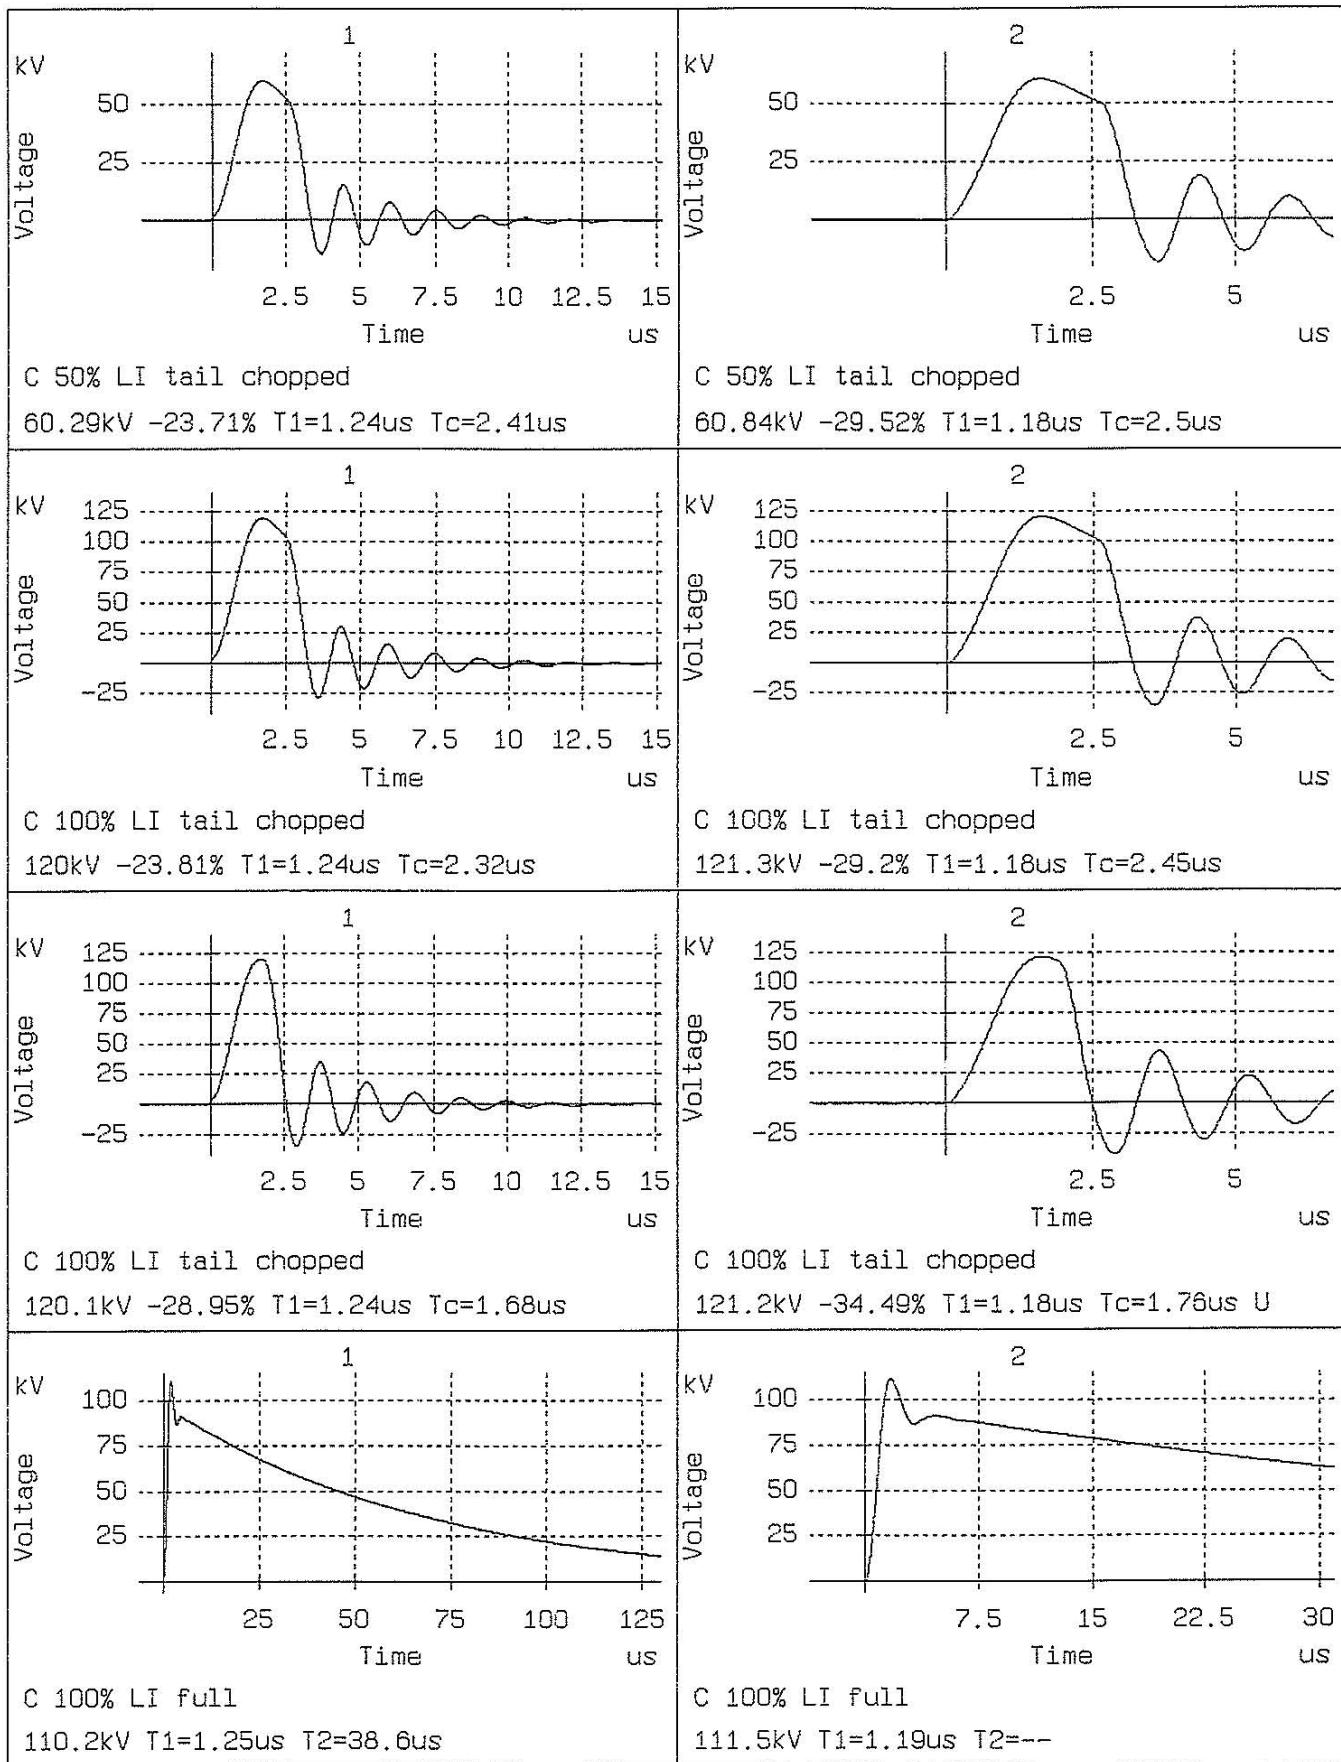 1
kV
50
25
Voltage
2.5 5 7.5 10 12.5 15
Time us
C 50% LI tail chopped
60.29kV -23.71% T1=1.24us Tc=2.41us
2
kV
50
25
Voltage
2.5 5
Time us
C 50% LI tail chopped
60.84kV -29.52% T1=1.18us Tc=2.5us
1
kV
125
100
75
50
25
-25
Voltage
2.5 5 7.5 10 12.5 15
Time us
C 100% LI tail chopped
120kV -23.81% T1=1.24us Tc=2.32us
2
kV
125
100
75
50
25
-25
Voltage
2.5 5
Time us
C 100% LI tail chopped
121.3kV -29.2% T1=1.18us Tc=2.45us
1
kV
125
100
75
50
25
-25
Voltage
2.5 5 7.5 10 12.5 15
Time us
C 100% LI tail chopped
120.1kV -28.95% T1=1.24us Tc=1.68us
2
kV
125
100
75
50
25
-25
Voltage
2.5 5
Time us
C 100% LI tail chopped
121.2kV -34.49% T1=1.18us Tc=1.76us U
1
kV
100
75
50
25
Voltage
25 50 75 100 125
Time us
C 100% LI full
110.2kV T1=1.25us T2=38.6us
2
kV
100
75
50
25
Voltage
7.5 15 22.5 30
Time us
C 100% LI full
111.5kV T1=1.19us T2=--